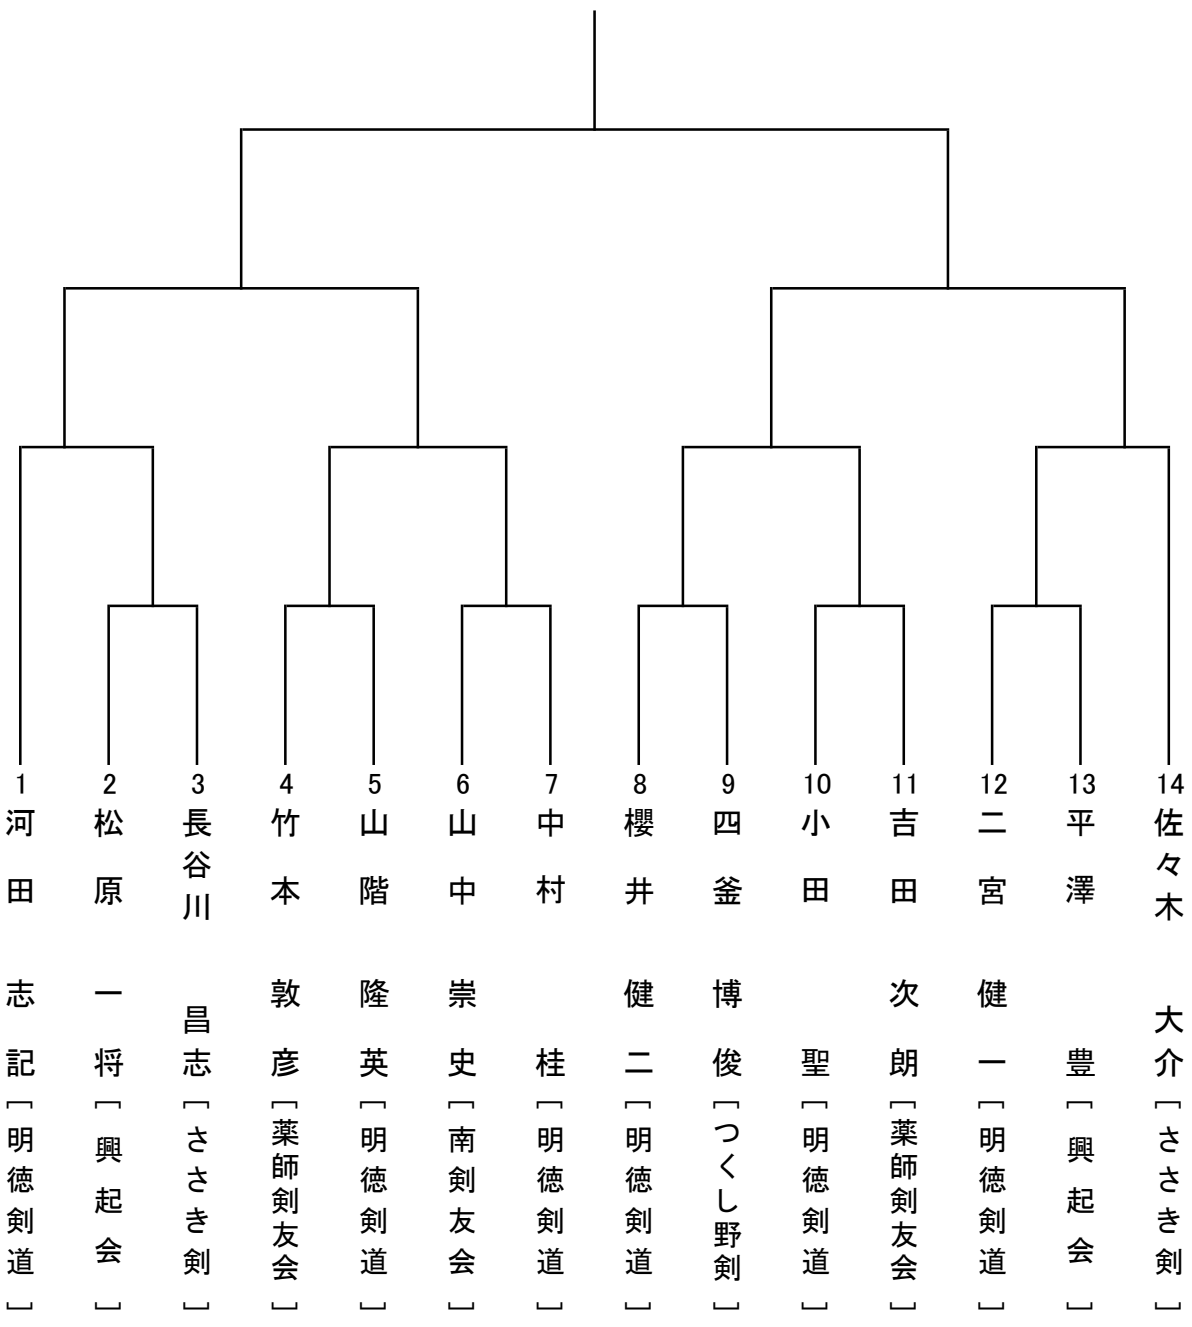 1 河田 志記 [明徳剣道]
2 松原 一将 [興起会]
3 長谷川 昌志 [ささき剣]
4 竹本 敦彦 [薬師剣友会]
5 山階 隆英 [明徳剣道]
6 山中 崇史 [南剣友会]
7 中村 桂 [明徳剣道]
8 櫻井 健二 [明徳剣道]
9 四釜 博俊 [つくし野剣]
10 小田 聖 [明徳剣道]
11 吉田 次朗 [薬師剣友会]
12 二宮 健一 [明徳剣道]
13 平澤 豊 [興起会]
14 佐々木 大介 [ささき剣]